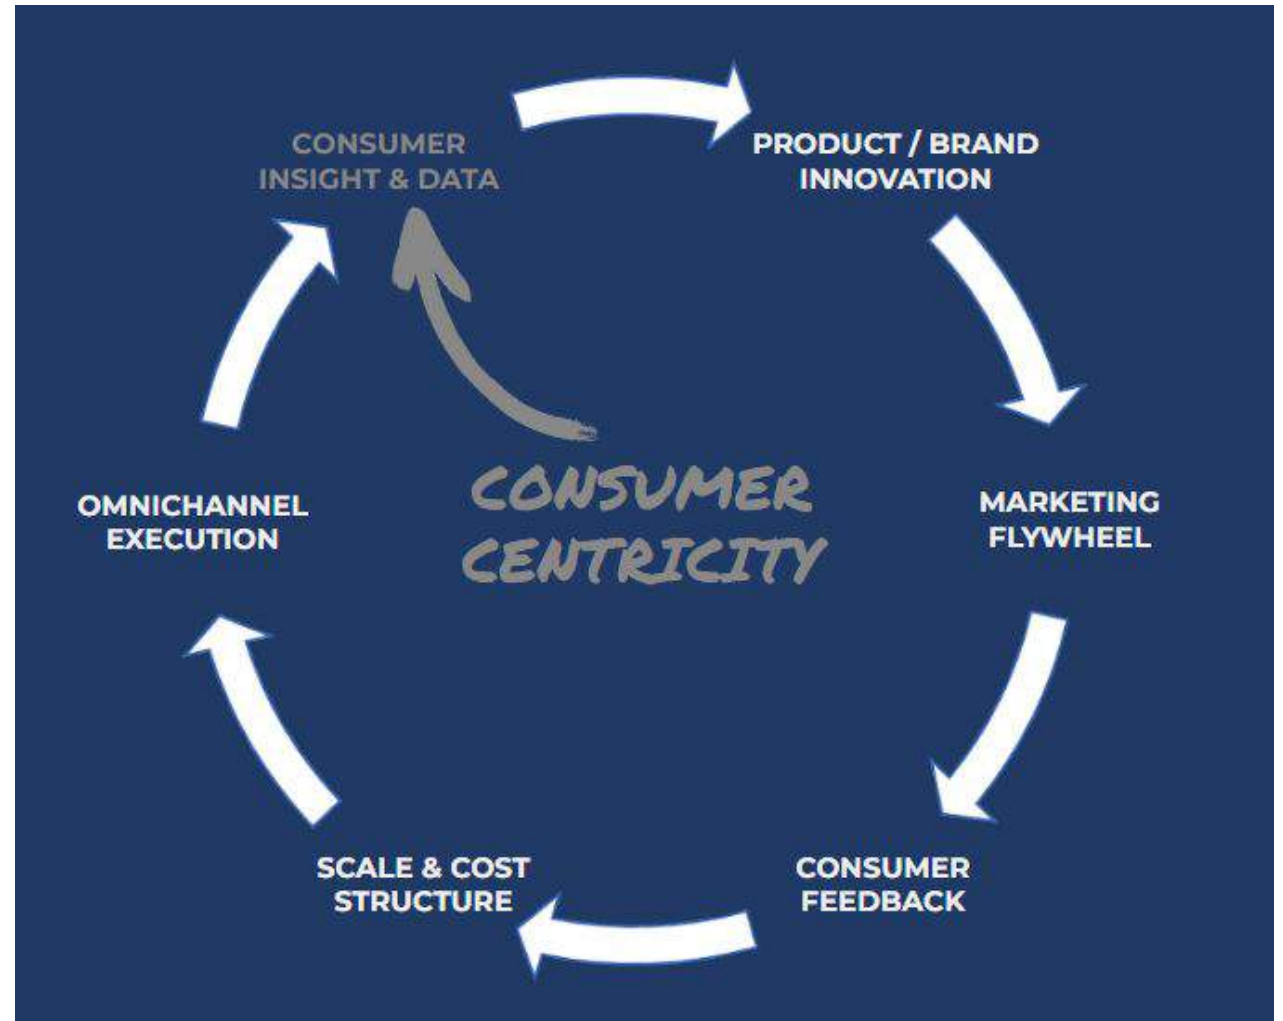 CONSUMER
INSIGHT & DATA
PRODUCT / BRAND
INNOVATION
MARKETING
FLYWHEEL
CONSUMER
FEEDBACK
SCALE & COST
STRUCTURE
OMNICHANNEL
EXECUTION
CONSUMER
CENTRICITY